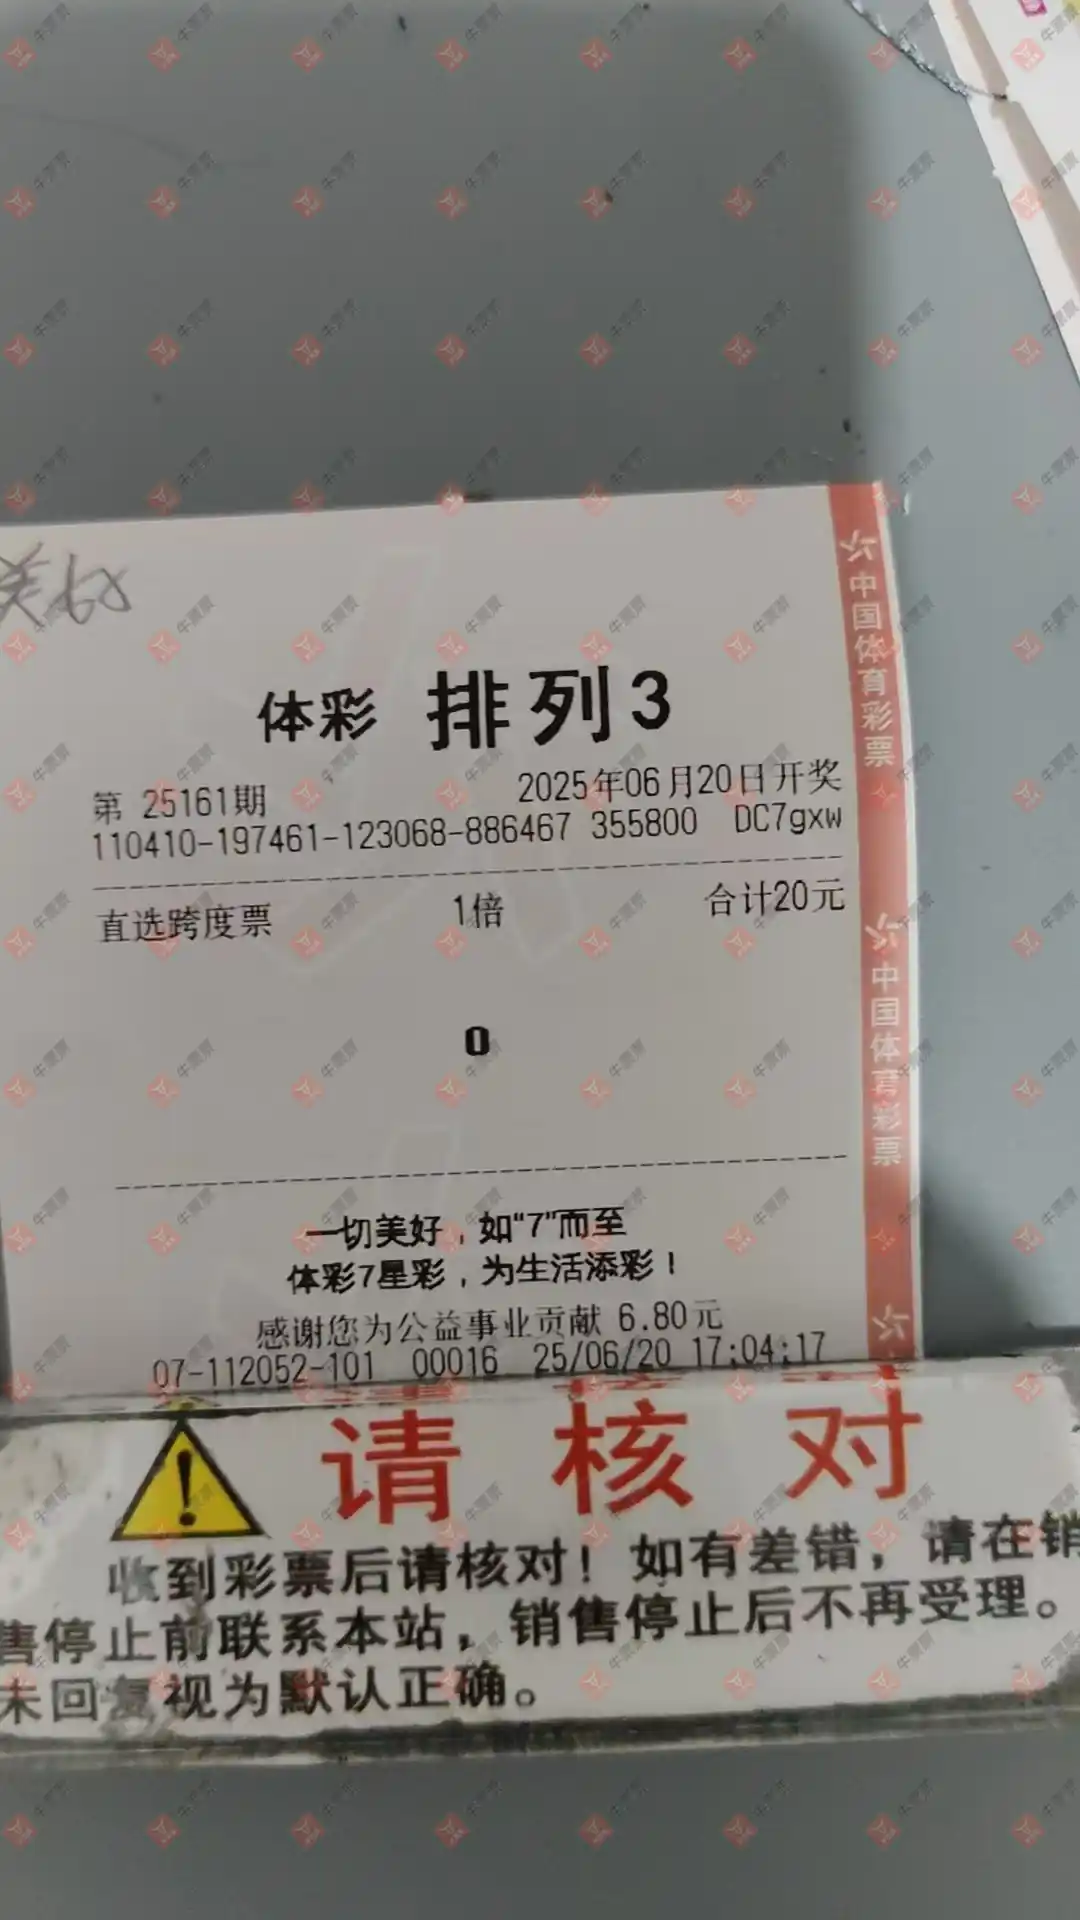 美好
体彩 排列3
第 25161期 2025年06月20日开奖
110410-197461-123068-886467 355800 DC7gxw
直选跨度票 1倍 合计20元
0
一切美好，如“7”而至
体彩7星彩，为生活添彩！
感谢您为公益事业贡献 6.80元
07-112052-101 00016 25/06/20 17:04:17
中国体育彩票
中国体育彩票
请核对
收到彩票后请核对！如有差错，请在销
售停止前联系本站，销售停止后不再受理。
未回复视为默认正确。
牛票票